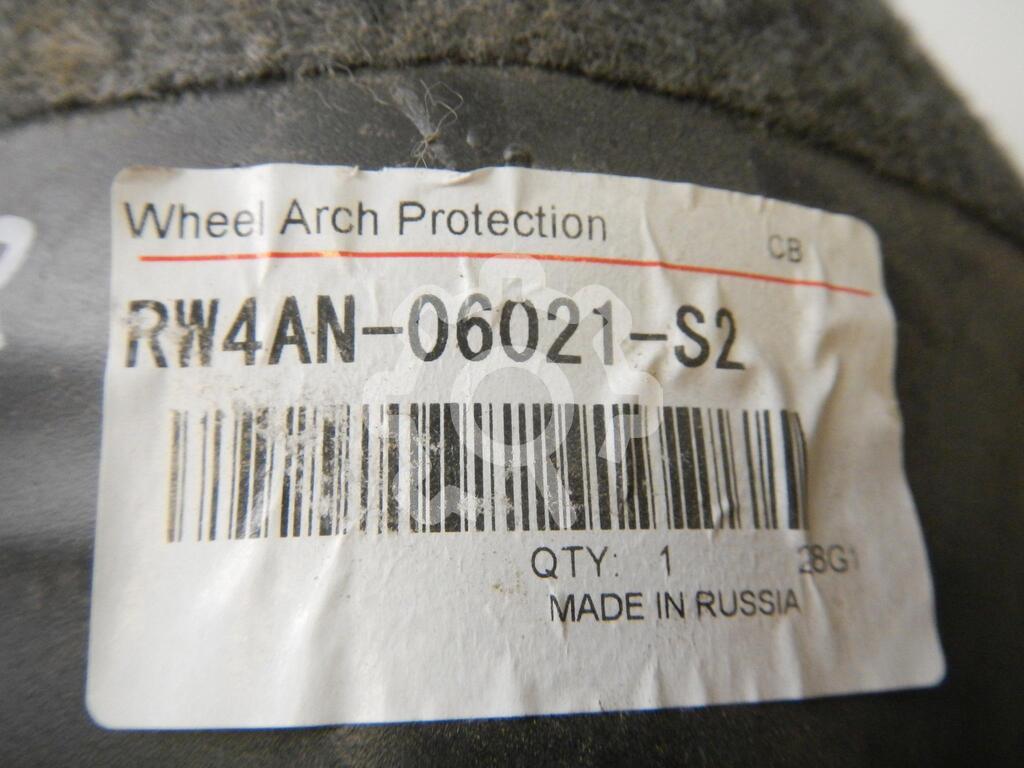 Wheel Arch Protection
CB
RW4AN-06021-S2
QTY: 1
28G1
MADE IN RUSSIA